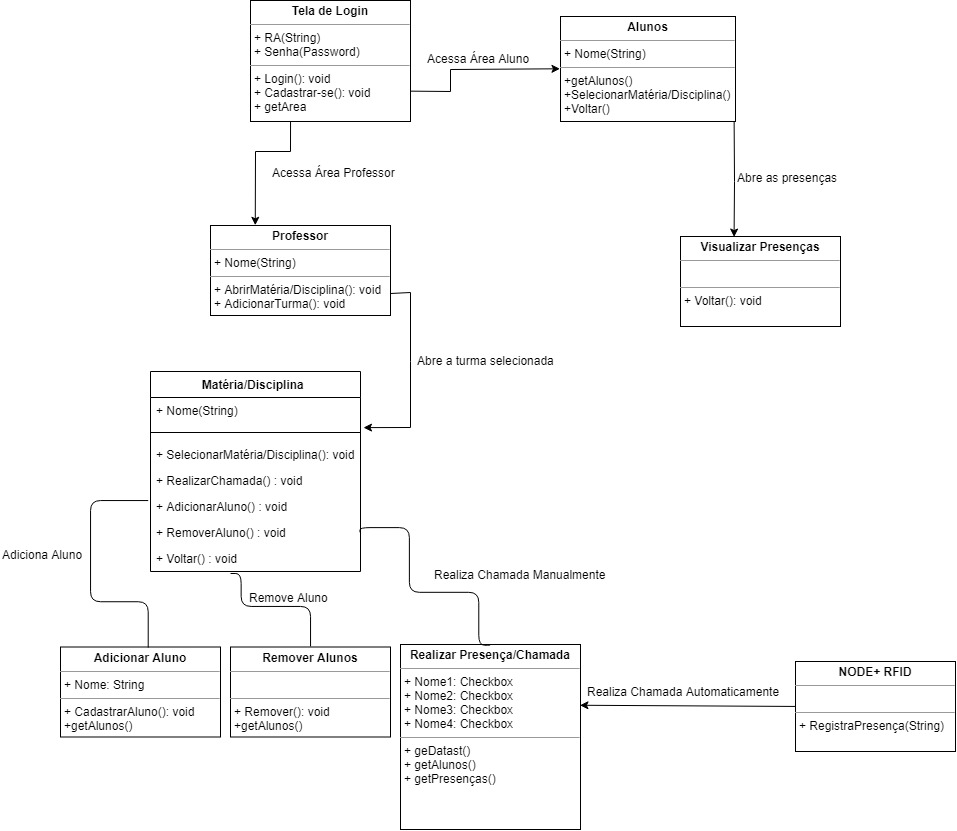 Tela de Login
+ RA(String)
+ Senha(Password)
+ Login(): void
+ Cadastrar-se(): void
+ getArea
Acessa Área Aluno
Alunos
+ Nome(String)
+getAlunos()
+SelecionarMatéria/Disciplina()
+Voltar()
Acessa Área Professor
Abre as presenças
Professor
+ Nome(String)
+ AbrirMatéria/Disciplina(): void
+ AdicionarTurma(): void
Visualizar Presenças
+ Voltar(): void
Abre a turma selecionada
Matéria/Disciplina
+ Nome(String)
+ SelecionarMatéria/Disciplina(): void
+ RealizarChamada() : void
+ AdicionarAluno() : void
+ RemoverAluno() : void
+ Voltar() : void
Adiciona Aluno
Remove Aluno
Realiza Chamada Manualmente
Adicionar Aluno
+ Nome: String
+ CadastrarAluno(): void
+getAlunos()
Remover Alunos
+ Remover(): void
+getAlunos()
Realizar Presença/Chamada
+ Nome1: Checkbox
+ Nome2: Checkbox
+ Nome3: Checkbox
+ Nome4: Checkbox
+ geDatast()
+ getAlunos()
+ getPresenças()
Realiza Chamada Automaticamente
NODE+ RFID
+ RegistraPresença(String)